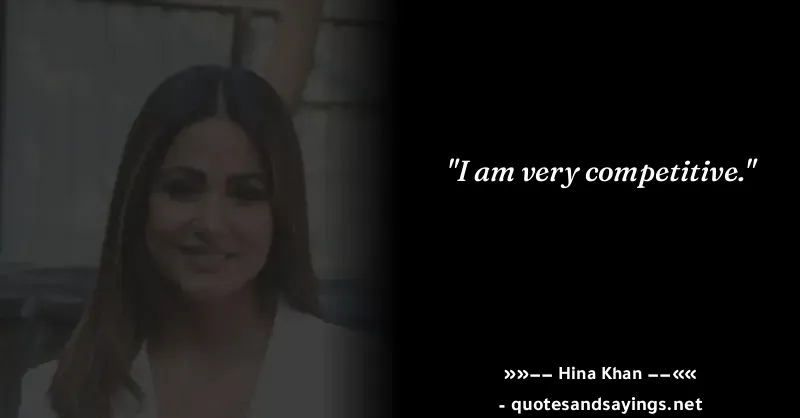 "I am very competitive."
»»–– Hina Khan ––««
- quotesandsayings.net